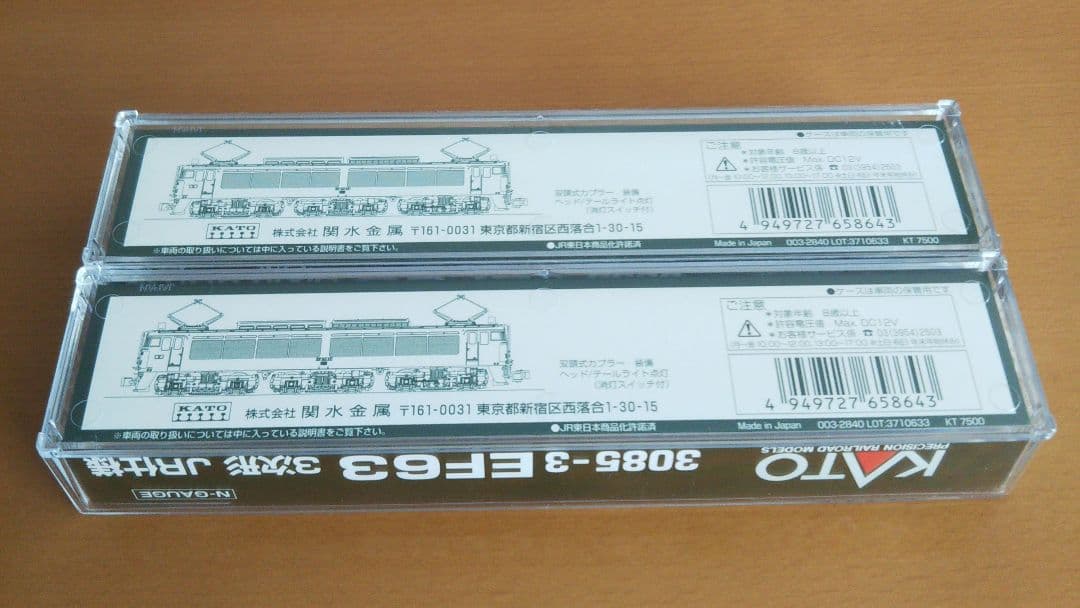 ●ケースは車両の保管用です
ご注意
＊対象年齢 8歳以上
＊許容電圧値 Max. DC12V
＊お客様サービス係 ☎ 03(3954)2503
双頭式カプラー 装備
ヘッド/テールライト点灯
(消灯スイッチ付)
4 949727 658643
KATO
株式会社 関水金属 〒161-0031 東京都新宿区西落合1-30-15
※車両の取り扱いについては中に入っている説明書をご覧下さい。
●JR東日本商品化許諾済
Made in Japan 003-2840 LOT:3710633 KT 7500
●ケースは車両の保管用です
ご注意
＊対象年齢 8歳以上
＊許容電圧値 Max. DC12V
＊お客様サービス係 ☎ 03(3954)2503
双頭式カプラー 装備
ヘッド/テールライト点灯
(消灯スイッチ付)
4 949727 658643
KATO
株式会社 関水金属 〒161-0031 東京都新宿区西落合1-30-15
※車両の取り扱いについては中に入っている説明書をご覧下さい。
●JR東日本商品化許諾済
Made in Japan 003-2840 LOT:3710633 KT 7500
KATO
PRECISION RAILROAD MODELS
3085-3 EF63 3次形 JR仕様
N-GAUGE